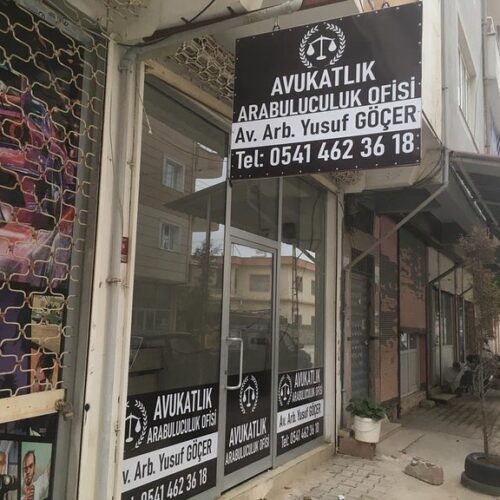 AVUKATLIK
ARABULUCULUK OFİSİ
Av. Arb. Yusuf GÖÇER
Tel: 0541 462 36 18
AVUKATLIK
ARABULUCULUK OFİSİ
Av. Arb. Yusuf GÖÇER
0541 462 36 18
AVUKATLIK
ARABULUCULUK OFİSİ
AVUKATLIK
ARABULUCULUK OFİSİ
Av. Arb. Yusuf GÖÇER
Tel: 0541 462 36 18